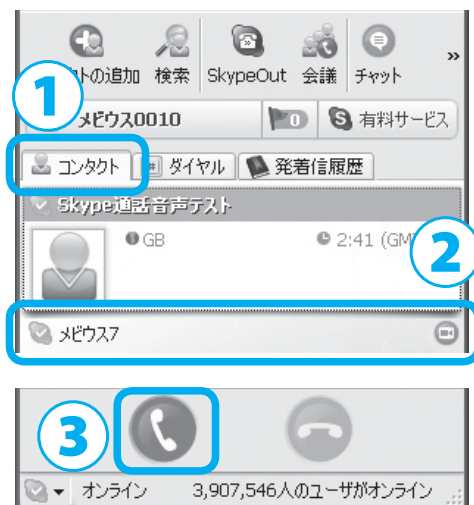 トの追加 検索 SkypeOut 会議 チャット »
1
メビウス0010 0 有料サービス
コンタクト ダイヤル 発着信履歴
Skype通話音声テスト
GB 2:41 (GM
2
メビウス7
3
オンライン 3,907,546人のユーザがオンライン